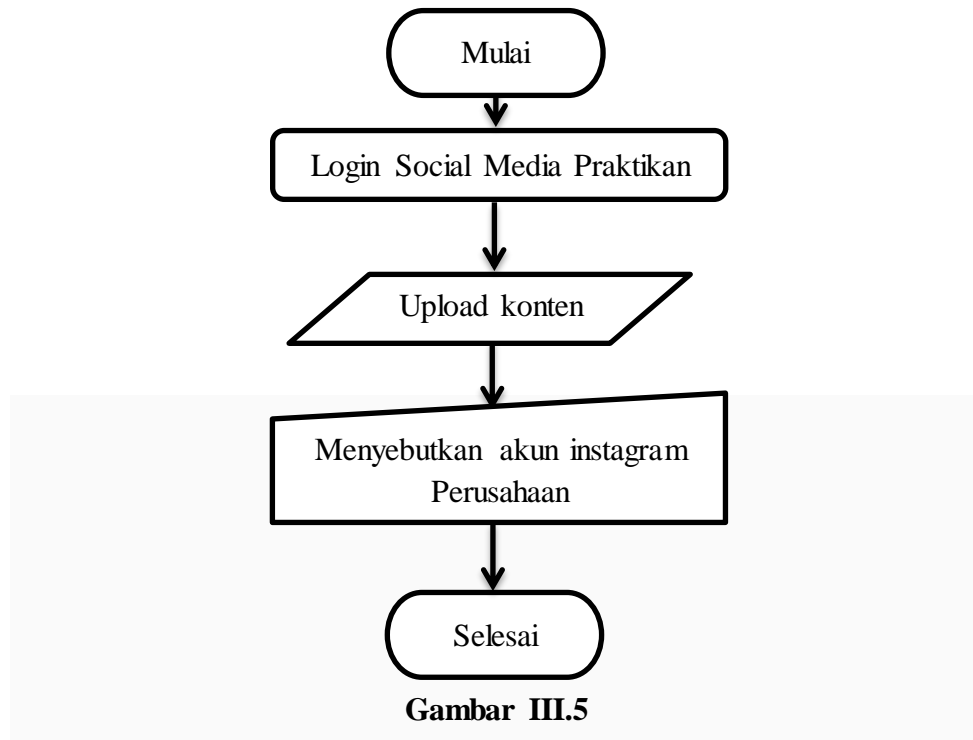 Mulai
Login Social Media Praktikan
Upload konten
Menyebutkan akun instagram
Perusahaan
Selesai
Gambar III.5